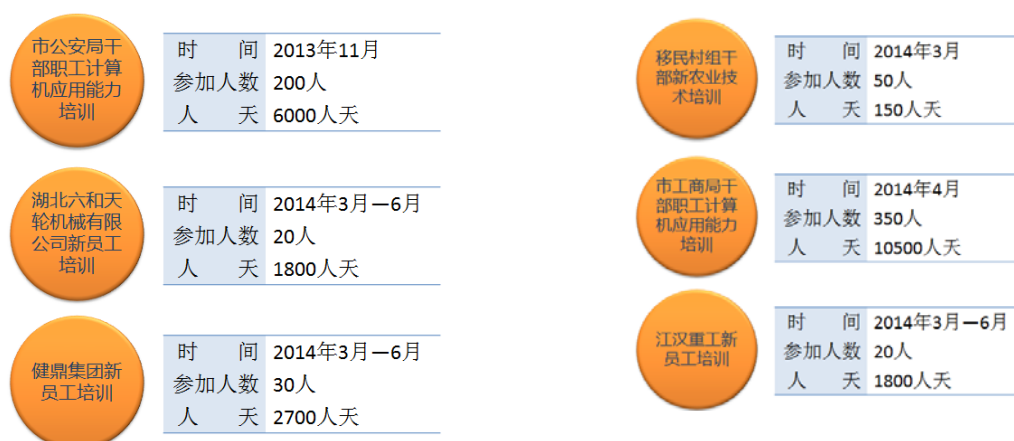 市公安局干
部职工计算
机应用能力
培训
时 间 2013年11月
参加人数 200人
人 天 6000人天
湖北六和天
轮机械有限
公司新员工
培训
时 间 2014年3月—6月
参加人数 20人
人 天 1800人天
健鼎集团新
员工培训
时 间 2014年3月—6月
参加人数 30人
人 天 2700人天
移民村组干
部新农业技
术培训
时 间 2014年3月
参加人数 50人
人 天 150人天
市工商局干
部职工计算
机应用能力
培训
时 间 2014年4月
参加人数 350人
人 天 10500人天
江汉重工新
员工培训
时 间 2014年3月—6月
参加人数 20人
人 天 1800人天